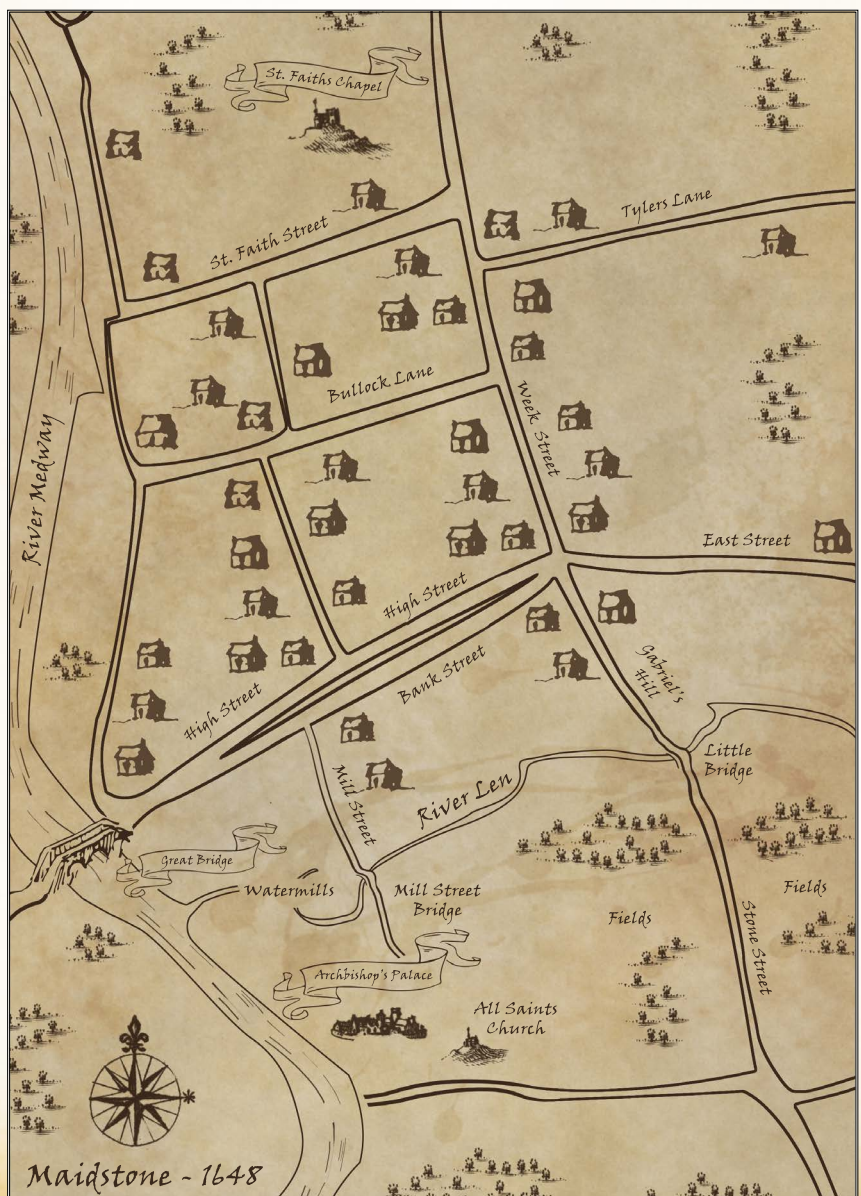 St. Faiths Chapel
Tylers Lane
St. Faith Street
Bullock Lane
Week Street
River Medway
East Street
High Street
Gabriel's
Hill
Bank Street
High Street
Little
Bridge
Mill Street
River Len
Great Bridge
Watermills
Mill Street
Bridge
Fields
Fields
Stone Street
Archbishop's Palace
All Saints
Church
Maidstone - 1648